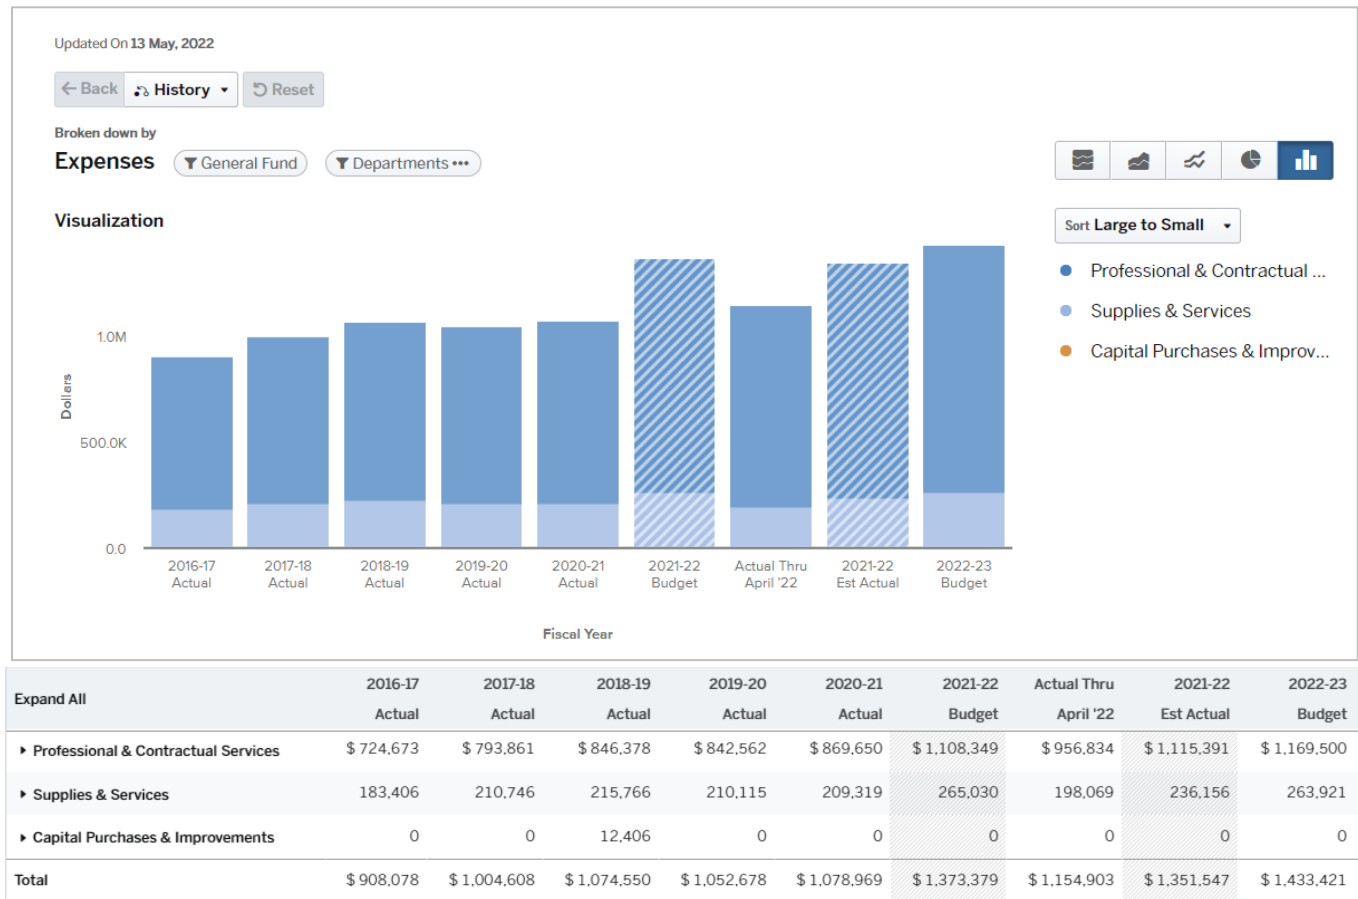 Updated On 13 May, 2022
Back History Reset
Broken down by
Expenses General Fund Departments •••
Visualization
Sort Large to Small
Professional & Contractual ...
Supplies & Services
Capital Purchases & Improv...
1.0M
500.0K
0.0
Dollars
2016-17 2017-18 2018-19 2019-20 2020-21 2021-22 Actual Thru 2021-22 2022-23
Actual Actual Actual Actual Actual Budget April '22 Est Actual Budget
Fiscal Year
Expand All
2016-17 2017-18 2018-19 2019-20 2020-21 2021-22 Actual Thru 2021-22 2022-23
Actual Actual Actual Actual Actual Budget April '22 Est Actual Budget
Professional & Contractual Services $ 724,673 $ 793,861 $ 846,378 $ 842,562 $ 869,650 $ 1,108,349 $ 956,834 $ 1,115,391 $ 1,169,500
Supplies & Services 183,406 210,746 215,766 210,115 209,319 265,030 198,069 236,156 263,921
Capital Purchases & Improvements 0 0 12,406 0 0 0 0 0 0
Total $ 908,078 $ 1,004,608 $ 1,074,550 $ 1,052,678 $ 1,078,969 $ 1,373,379 $ 1,154,903 $ 1,351,547 $ 1,433,421